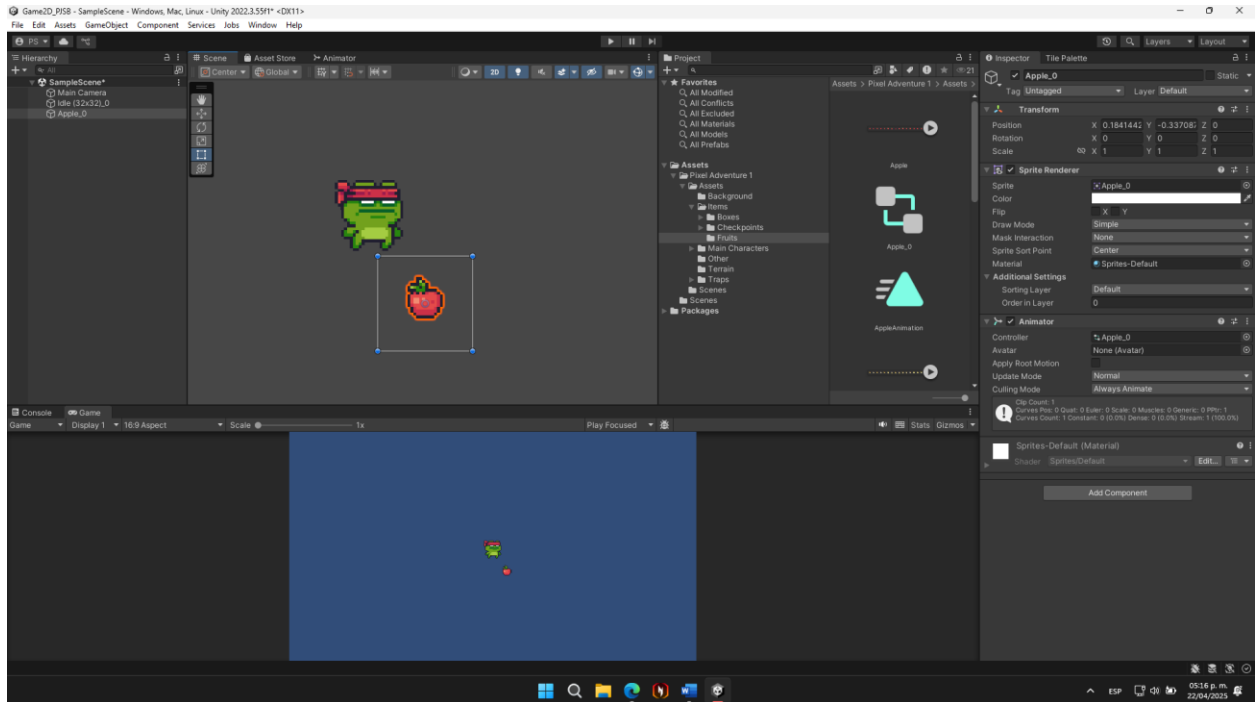 Game2D_PJSB - SampleScene - Windows, Mac, Linux - Unity 2022.3.55f1* <DX11>
File Edit Assets GameObject Component Services Jobs Window Help
PS
Layers
Layout
Hierarchy
All
SampleScene*
Main Camera
Idle (32x32)_0
Apple_0
Scene
Asset Store
Animator
Center
Global
2D
Project
21
Favorites
All Modified
All Conflicts
All Excluded
All Materials
All Models
All Prefabs
Assets
Pixel Adventure 1
Assets
Background
Items
Boxes
Checkpoints
Fruits
Main Characters
Other
Terrain
Traps
Scenes
Scenes
Packages
Assets > Pixel Adventure 1 > Assets >
Apple
Apple_0
AppleAnimation
Inspector
Tile Palette
Apple_0
Static
Tag Untagged
Layer Default
Transform
Position X 0.1841442 Y -0.33708 Z 0
Rotation X 0 Y 0 Z 0
Scale X 1 Y 1 Z 1
Sprite Renderer
Sprite Apple_0
Color
Flip X Y
Draw Mode Simple
Mask Interaction None
Sprite Sort Point Center
Material Sprites-Default
Additional Settings
Sorting Layer Default
Order in Layer 0
Animator
Controller Apple_0
Avatar None (Avatar)
Apply Root Motion
Update Mode Normal
Culling Mode Always Animate
Clip Count: 1
Curves Pos: 0 Quat: 0 Euler: 0 Scale: 0 Muscles: 0 Generic: 0 PPtr: 1
Curves Count: 1 Constant: 0 (0.0%) Dense: 0 (0.0%) Stream: 1 (100.0%)
Sprites-Default (Material)
Shader Sprites/Default
Edit...
Add Component
Console
Game
Game
Display 1
16:9 Aspect
Scale
1x
Play Focused
Stats
Gizmos
ESP
05:16 p. m.
22/04/2025